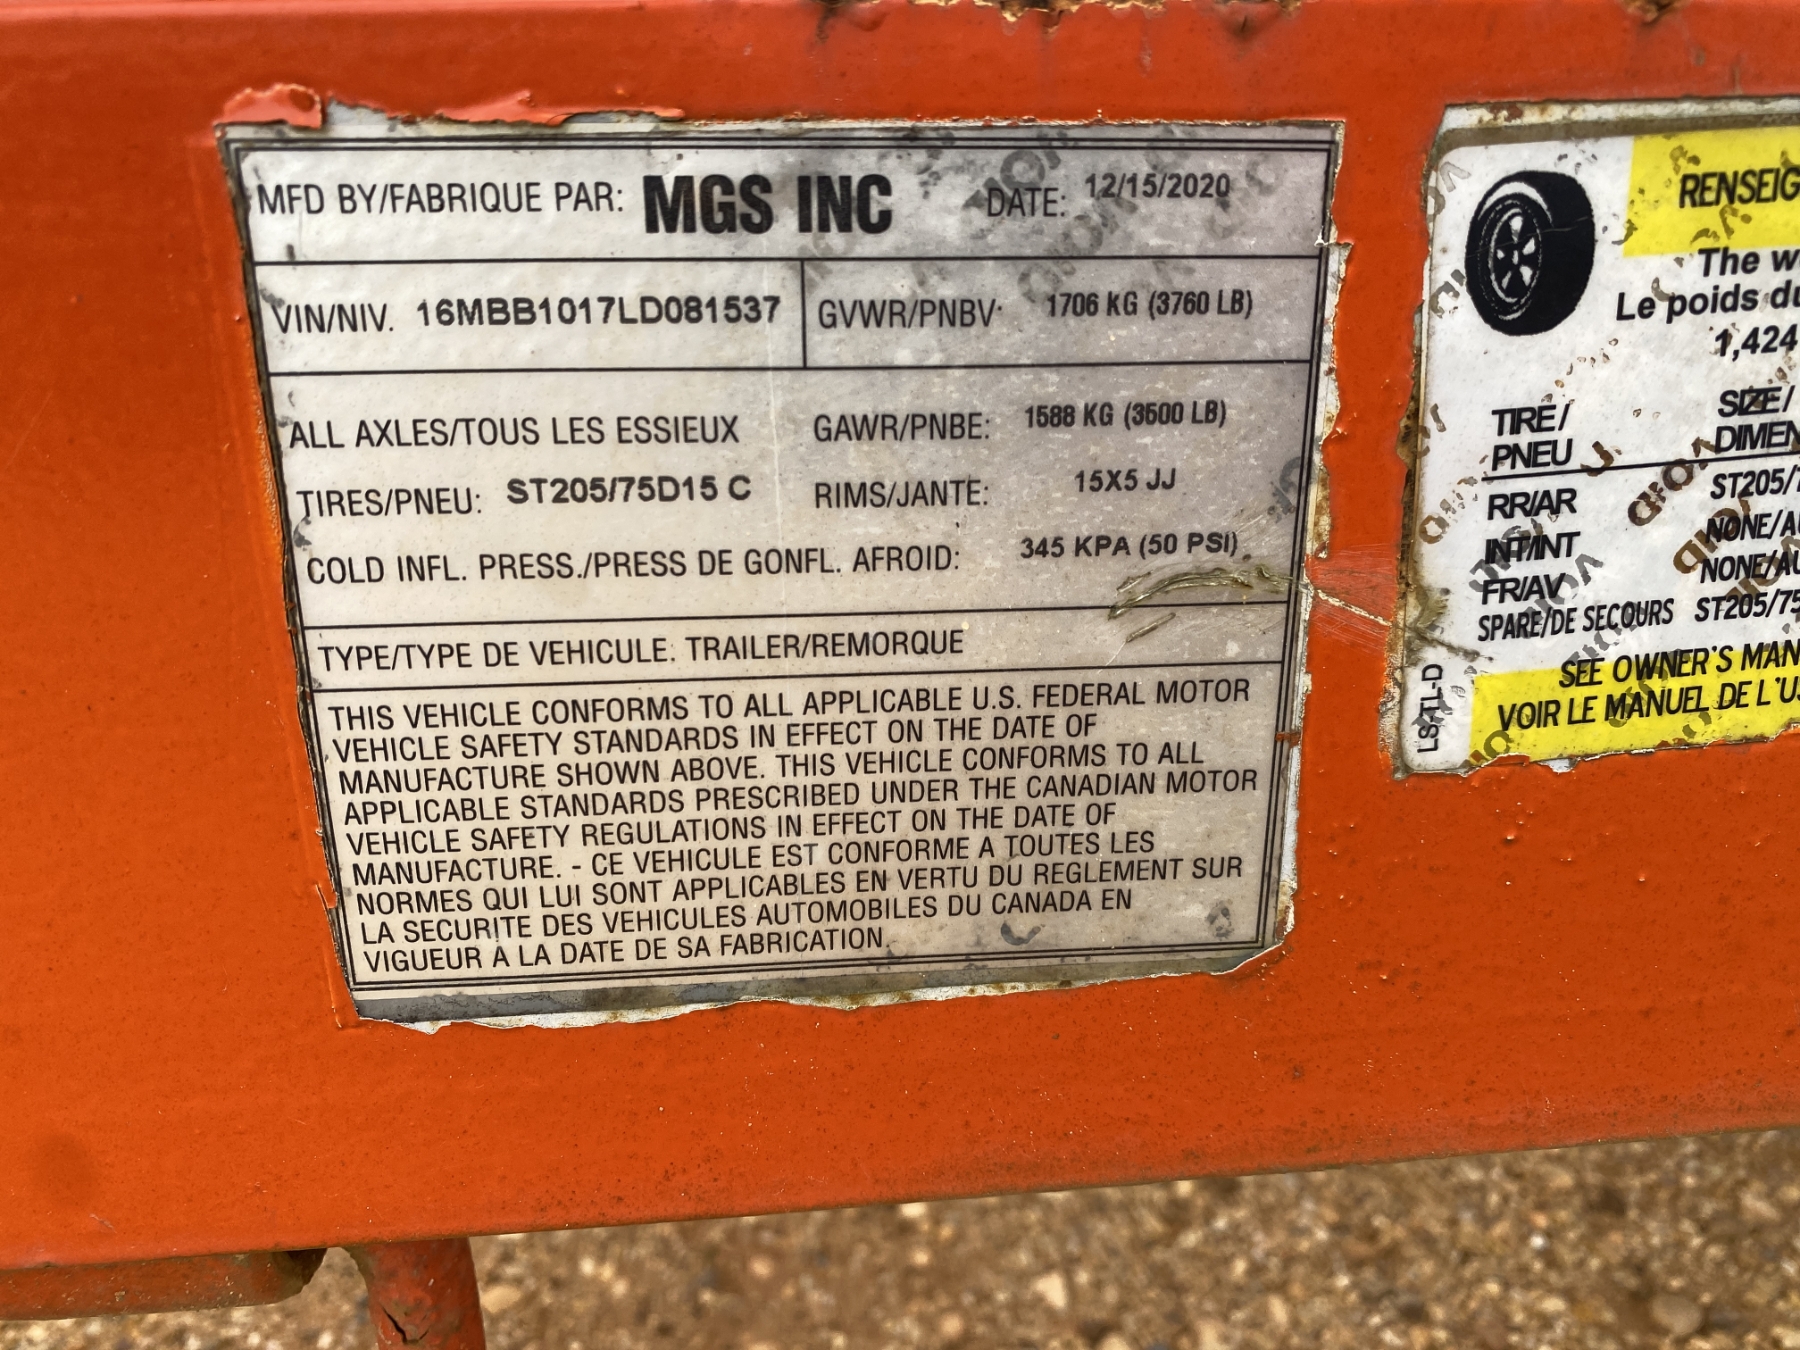 MFD BY/FABRIQUE PAR: MGS INC DATE: 12/15/2020
VIN/NIV. 16MBB1017LD081537 GVWR/PNBV: 1706 KG (3760 LB)
ALL AXLES/TOUS LES ESSIEUX GAWR/PNBE: 1588 KG (3500 LB)
TIRES/PNEU: ST205/75D15 C RIMS/JANTE: 15X5 JJ
COLD INFL. PRESS./PRESS DE GONFL. AFROID: 345 KPA (50 PSI)
TYPE/TYPE DE VEHICULE: TRAILER/REMORQUE
THIS VEHICLE CONFORMS TO ALL APPLICABLE U.S. FEDERAL MOTOR
VEHICLE SAFETY STANDARDS IN EFFECT ON THE DATE OF
MANUFACTURE SHOWN ABOVE. THIS VEHICLE CONFORMS TO ALL
APPLICABLE STANDARDS PRESCRIBED UNDER THE CANADIAN MOTOR
VEHICLE SAFETY REGULATIONS IN EFFECT ON THE DATE OF
MANUFACTURE. - CE VEHICULE EST CONFORME A TOUTES LES
NORMES QUI LUI SONT APPLICABLES EN VERTU DU REGLEMENT SUR
LA SECURITE DES VEHICULES AUTOMOBILES DU CANADA EN
VIGUEUR A LA DATE DE SA FABRICATION.
RENSEIG
The w
Le poids du
1,424
TIRE/ SIZE/
PNEU DIMEN
RR/AR ST205/7
INT/INT NONE/AU
FR/AV NONE/AU
SPARE/DE SECOURS ST205/75
SEE OWNER'S MAN
VOIR LE MANUEL DE L'US
LSTL-D